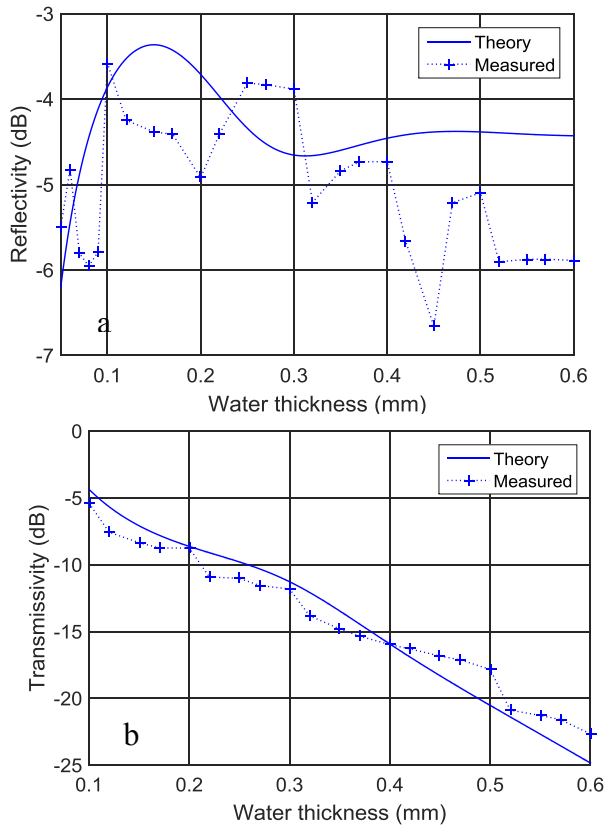 -3
-4
-5
-6
-7
Reflectivity (dB)
Theory
Measured
a
0.1 0.2 0.3 0.4 0.5 0.6
Water thickness (mm)
0
-5
-10
-15
-20
-25
Transmissivity (dB)
Theory
Measured
b
0.1 0.2 0.3 0.4 0.5 0.6
Water thickness (mm)